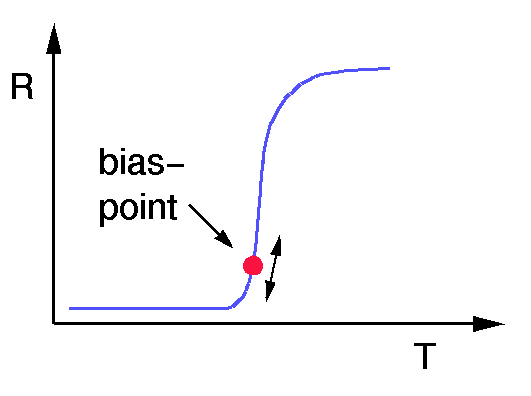 R
bias–
point
T